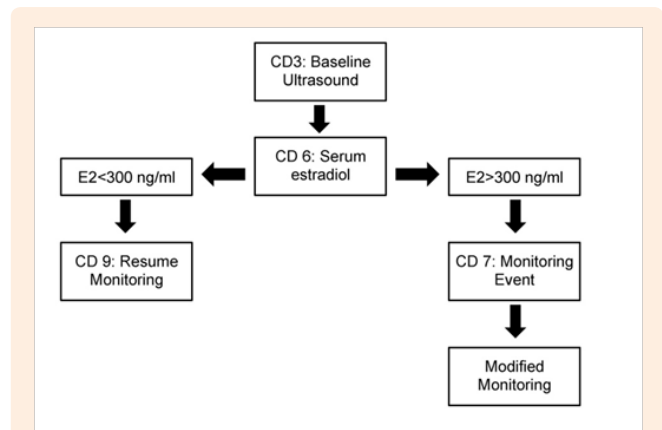 CD3: Baseline
Ultrasound
CD 6: Serum
estradiol
E2<300 ng/ml
E2>300 ng/ml
CD 9: Resume
Monitoring
CD 7: Monitoring
Event
Modified
Monitoring